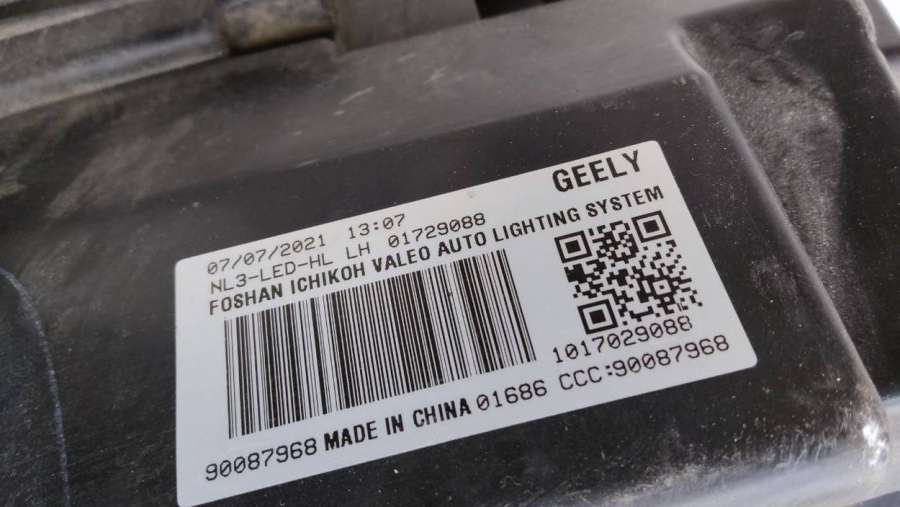 GEELY
07/07/2021 13:07
NL3-LED-HL LH 01729088
FOSHAN ICHIKOH VALEO AUTO LIGHTING SYSTEM
1017029088
90087968 MADE IN CHINA 01686 CCC:90087968